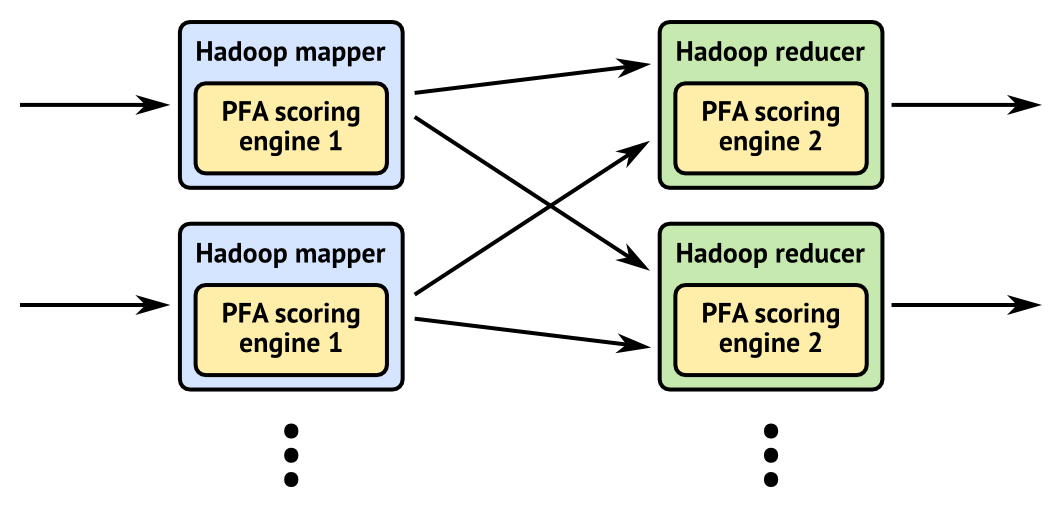 Hadoop mapper
PFA scoring
engine 1
Hadoop reducer
PFA scoring
engine 2
Hadoop mapper
PFA scoring
engine 1
Hadoop reducer
PFA scoring
engine 2